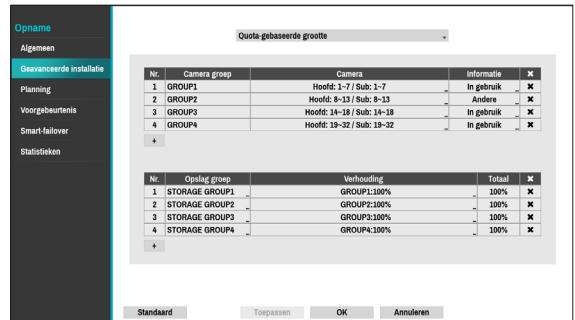 Opname
Algemeen
Geavanceerde installatie
Planning
Voorgebeurtenis
Smart-failover
Statistieken
Quota-gebaseerde grootte
Nr. Camera groep Camera Informatie ✖
1 GROUP1 Hoofd: 1~7 / Sub: 1~7 In gebruik ✖
2 GROUP2 Hoofd: 8~13 / Sub: 8~13 Andere ✖
3 GROUP3 Hoofd: 14~18 / Sub: 14~18 In gebruik ✖
4 GROUP4 Hoofd: 19~32 / Sub: 19~32 In gebruik ✖
+
Nr. Opslag groep Verhouding Totaal ✖
1 STORAGE GROUP1 GROUP1:100% 100% ✖
2 STORAGE GROUP2 GROUP2:100% 100% ✖
3 STORAGE GROUP3 GROUP3:100% 100% ✖
4 STORAGE GROUP4 GROUP4:100% 100% ✖
+
Standaard Toepassen OK Annuleren